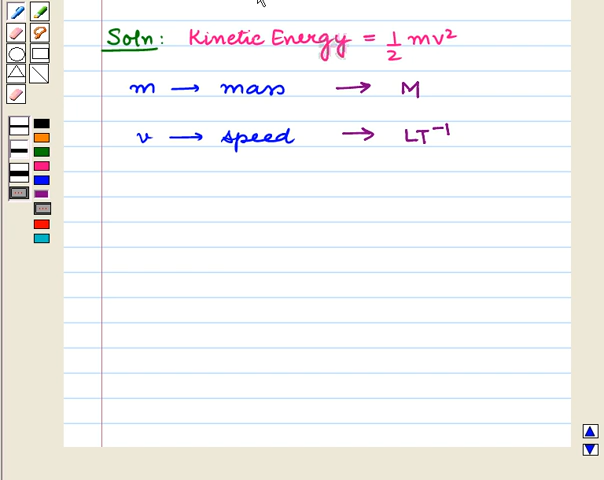 Soln: Kinetic Energy = 1/2 mv²
m → mass → M
v → speed → LT⁻¹